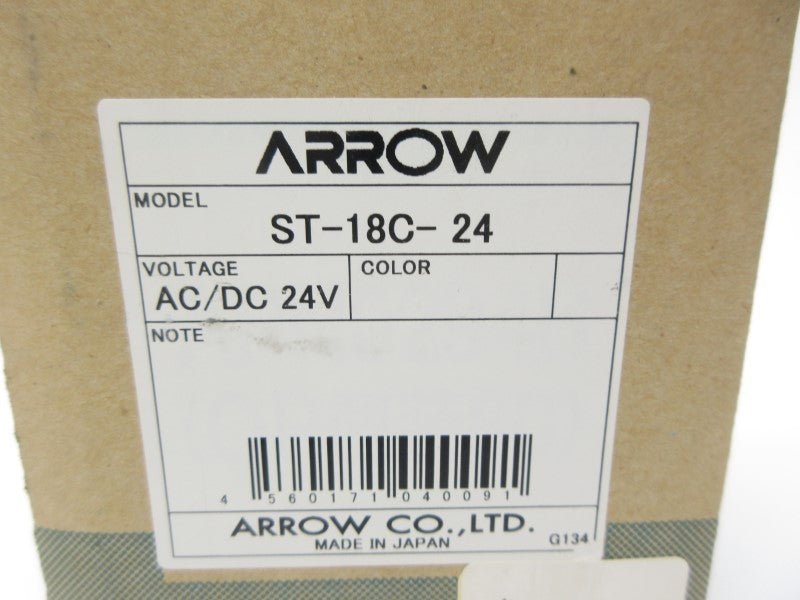 ARROW
MODEL
ST-18C- 24
VOLTAGE
AC/DC 24V
COLOR
NOTE
4 560171 040091
ARROW CO.,LTD.
MADE IN JAPAN
G134